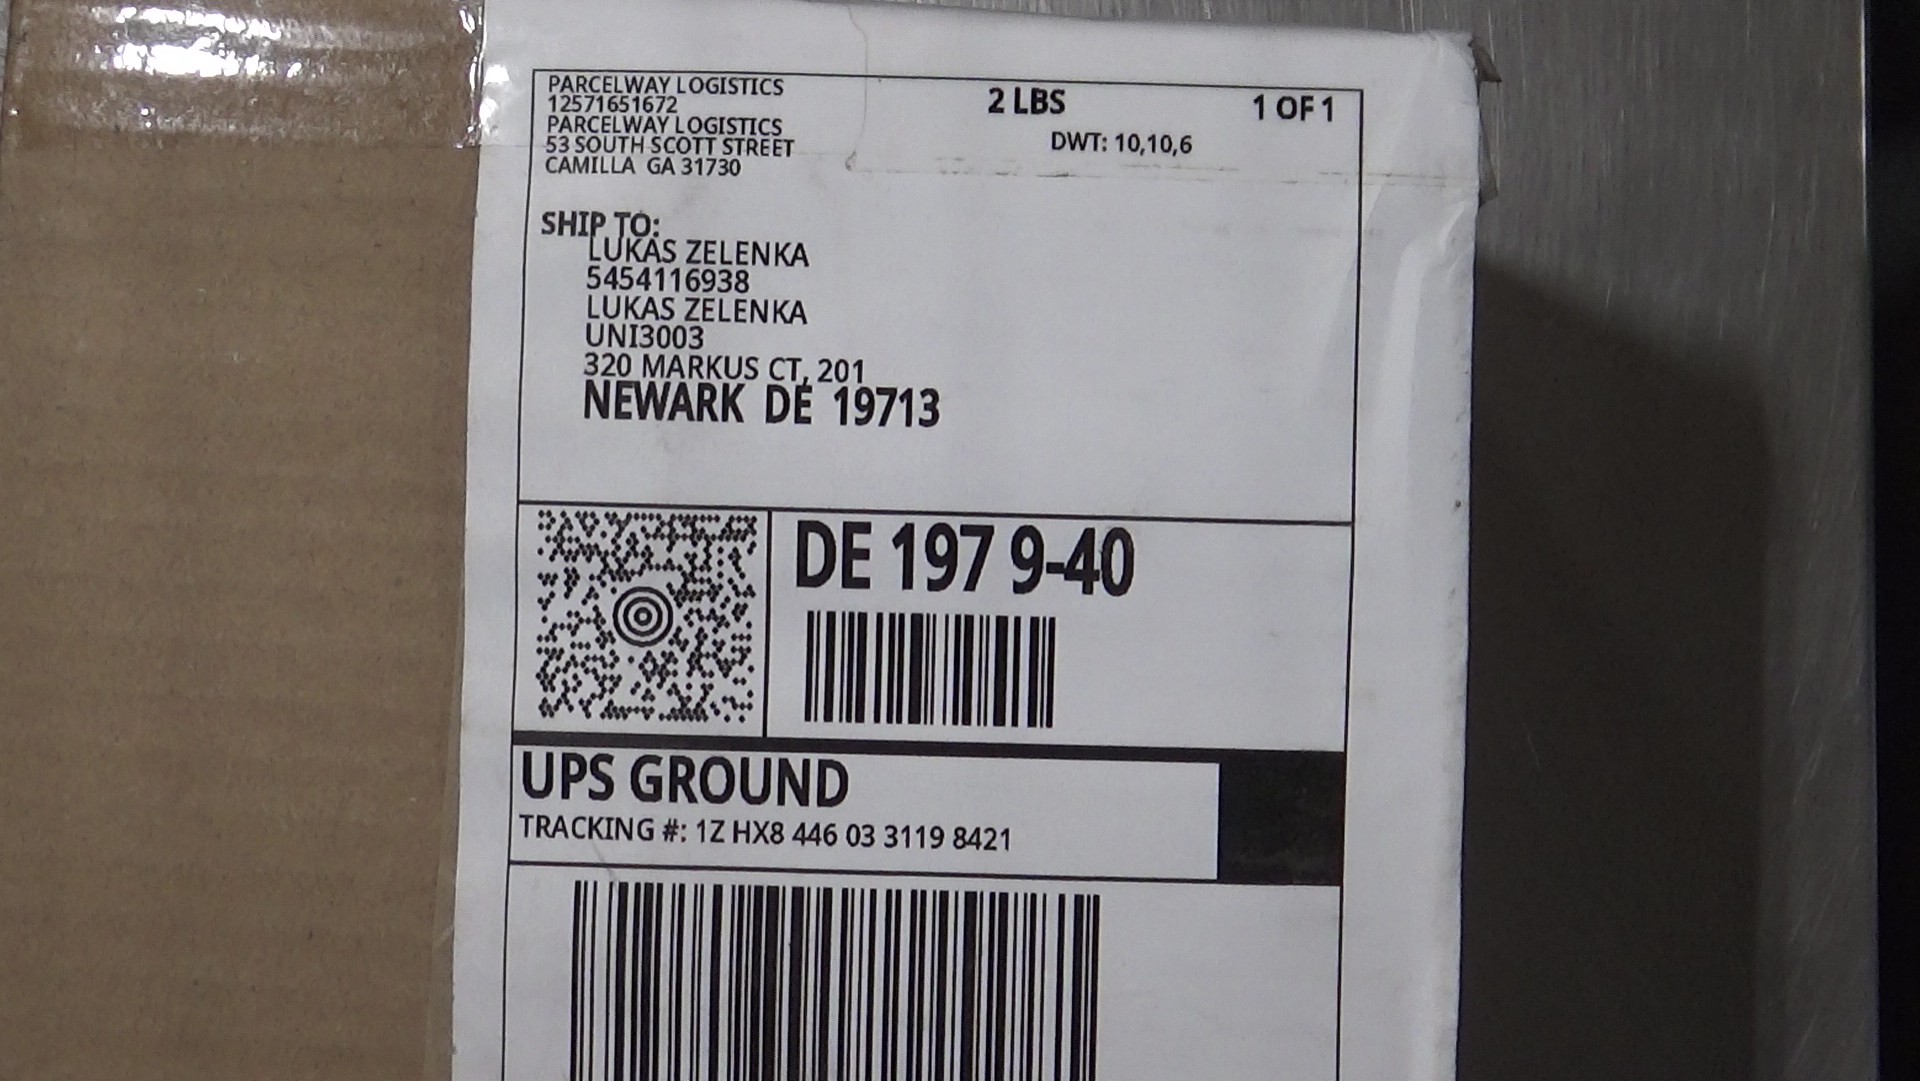 PARCELWAY LOGISTICS
12571651672
PARCELWAY LOGISTICS
53 SOUTH SCOTT STREET
CAMILLA GA 31730
2 LBS
1 OF 1
DWT: 10,10,6
SHIP TO:
LUKAS ZELENKA
5454116938
LUKAS ZELENKA
UNI3003
320 MARKUS CT, 201
NEWARK DE 19713
DE 197 9-40
UPS GROUND
TRACKING #: 1Z HX8 446 03 3119 8421